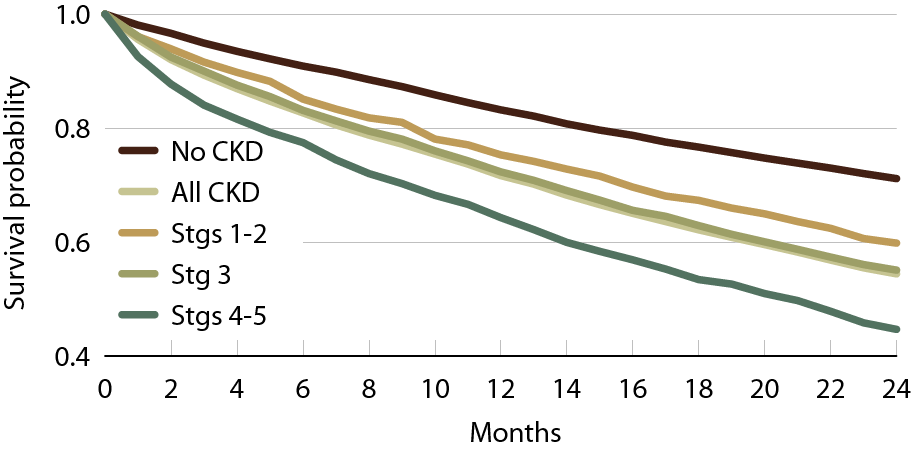 Survival probability
1.0
0.8
0.6
0.4
No CKD
All CKD
Stgs 1-2
Stg 3
Stgs 4-5
0 2 4 6 8 10 12 14 16 18 20 22 24
Months